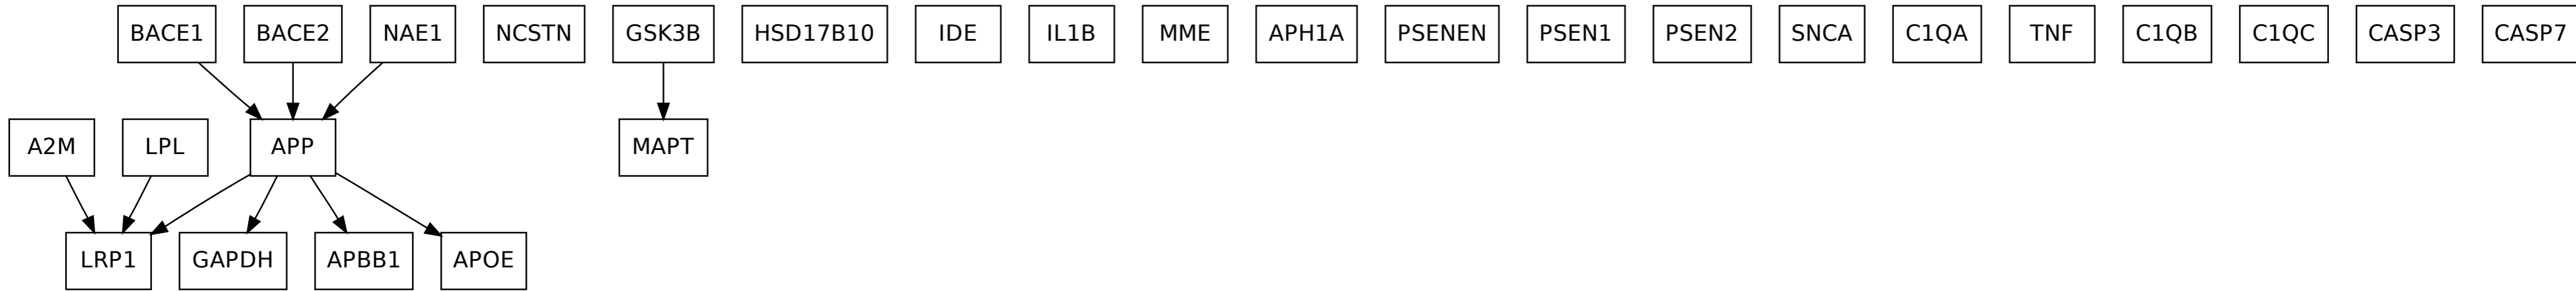 BACE1 BACE2 NAE1 NCSTN GSK3B HSD17B10 IDE IL1B MME APH1A PSENEN PSEN1 PSEN2 SNCA C1QA TNF C1QB C1QC CASP3 CASP7
A2M LPL APP MAPT
LRP1 GAPDH APBB1 APOE